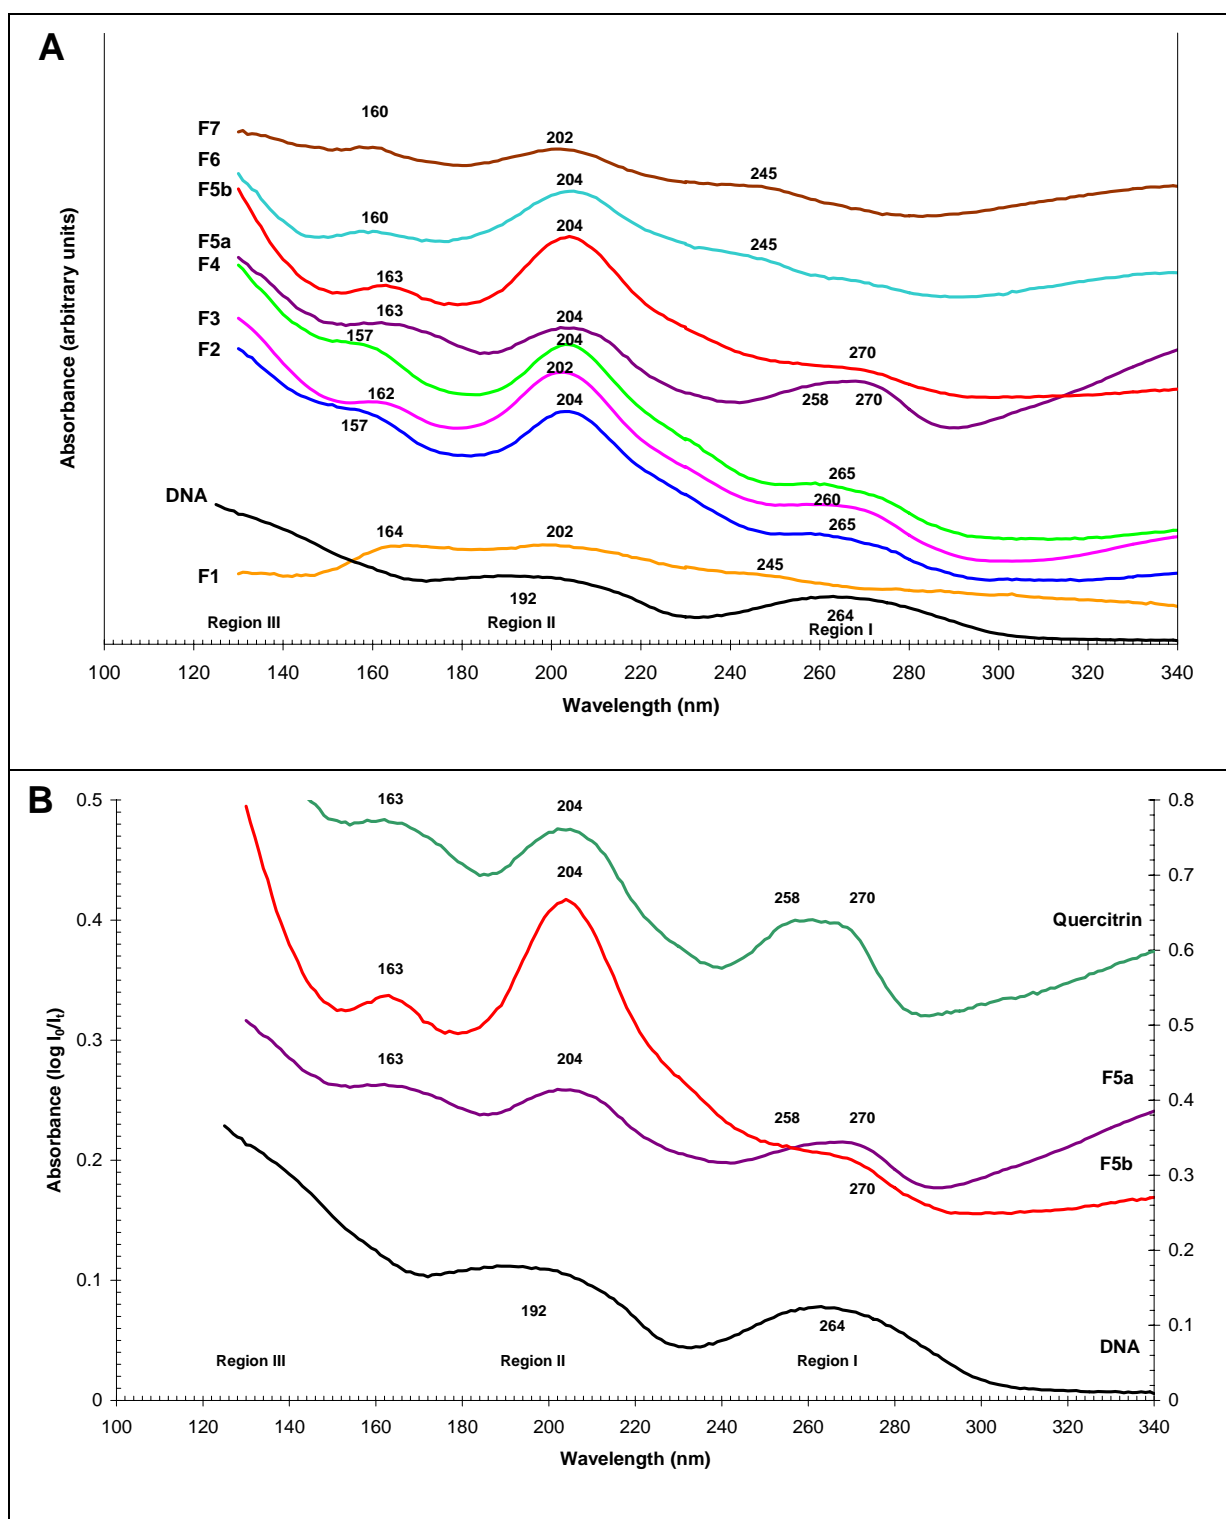 A
160
F7
202
F6
204
245
F5b
160
204
F5a
245
F4
163
163
204
157
204
F3
202
270
F2
162
258 270
204
157
265
260
DNA
265
164
202
245
F1
192
264
Region III
Region II
Region I
Absorbance (arbitrary units)
100 120 140 160 180 200 220 240 260 280 300 320 340
Wavelength (nm)
B
0.5
163
204
0.8
204
0.7
258
270
0.4
Quercitrin
0.6
163
0.3
0.5
163
204
F5a
0.4
258
270
0.2
F5b
270
0.3
0.2
0.1
192
264
0.1
DNA
Region III
Region II
Region I
0
0
Absorbance (log I₀/Iₜ)
100 120 140 160 180 200 220 240 260 280 300 320 340
Wavelength (nm)